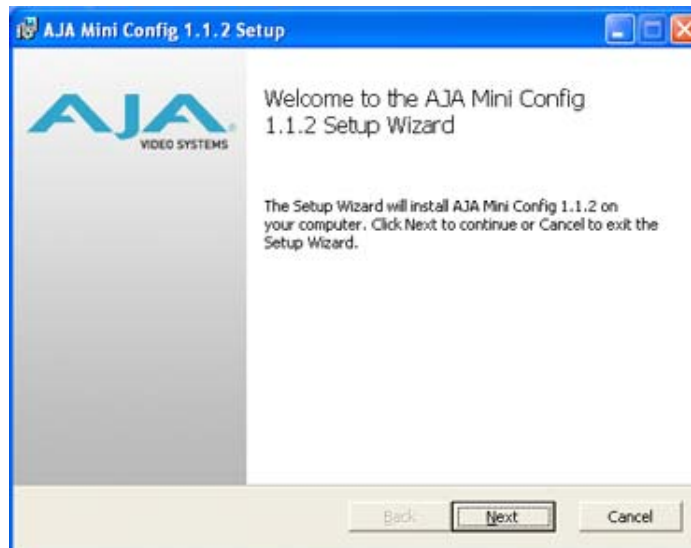 AJA Mini Config 1.1.2 Setup
AJA
VIDEO SYSTEMS
Welcome to the AJA Mini Config
1.1.2 Setup Wizard
The Setup Wizard will install AJA Mini Config 1.1.2 on
your computer. Click Next to continue or Cancel to exit the
Setup Wizard.
Back
Next
Cancel